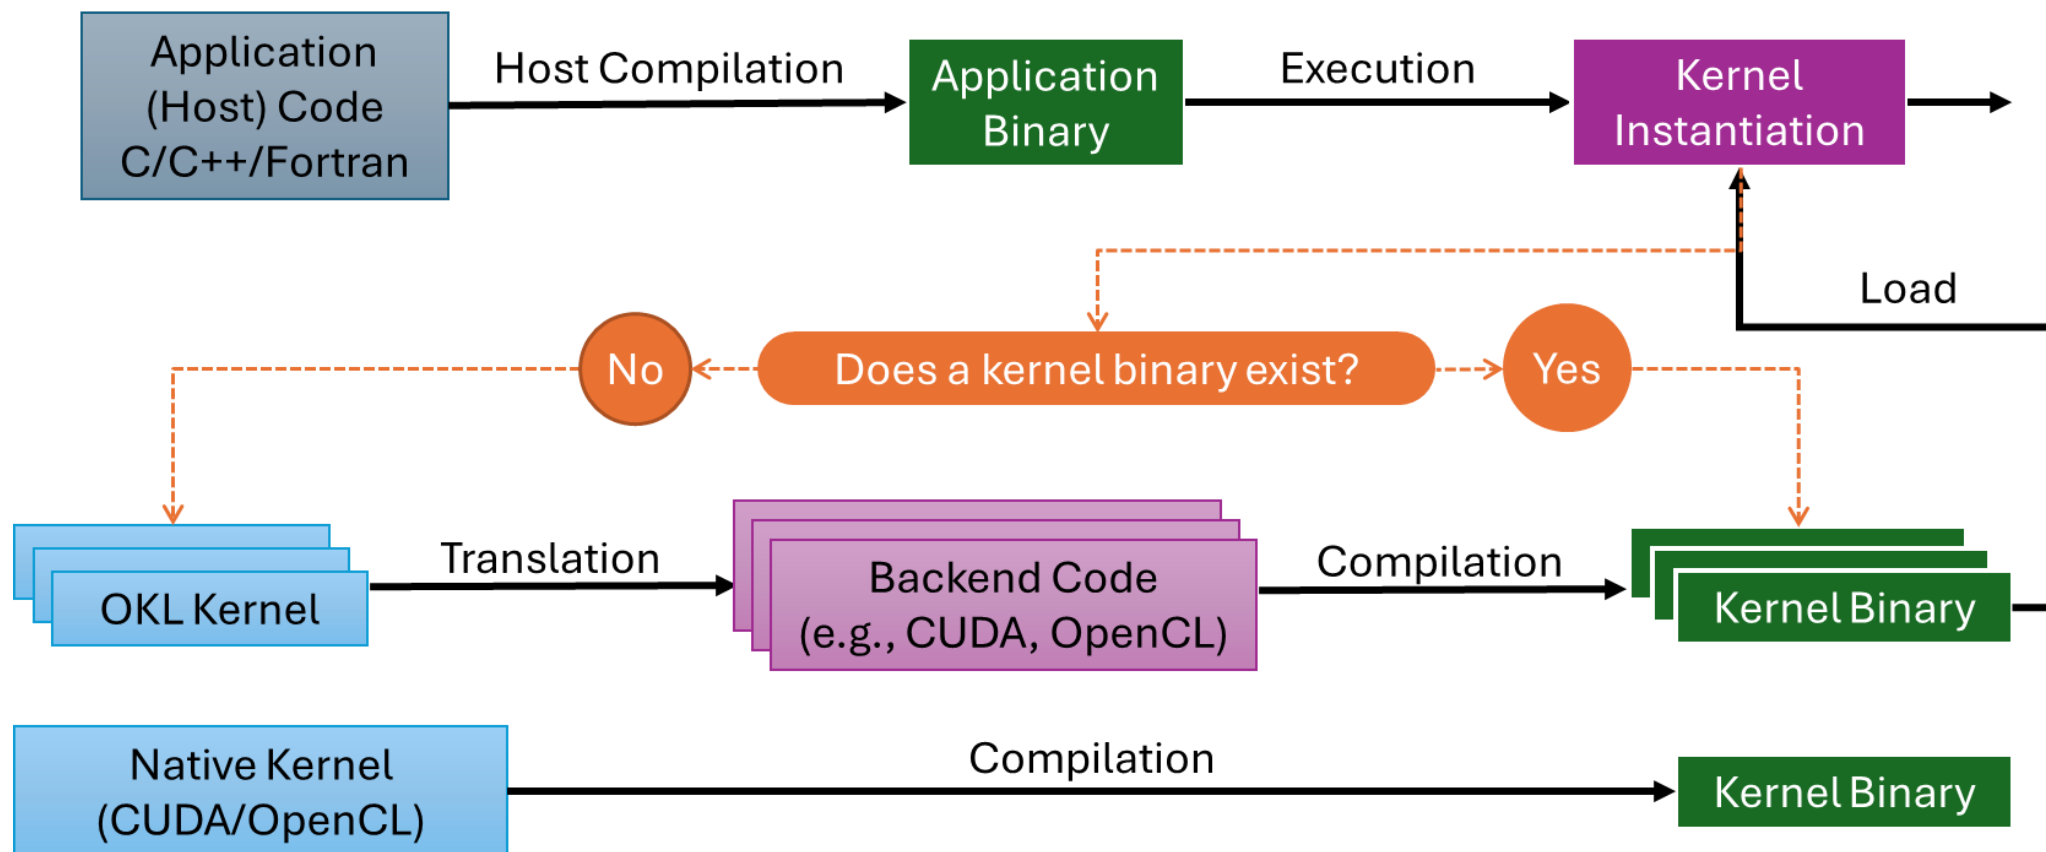 Application
(Host) Code
C/C++/Fortran
Host Compilation
Application
Binary
Execution
Kernel
Instantiation
Load
No
Does a kernel binary exist?
Yes
OKL Kernel
Translation
Backend Code
(e.g., CUDA, OpenCL)
Compilation
Kernel Binary
Native Kernel
(CUDA/OpenCL)
Compilation
Kernel Binary